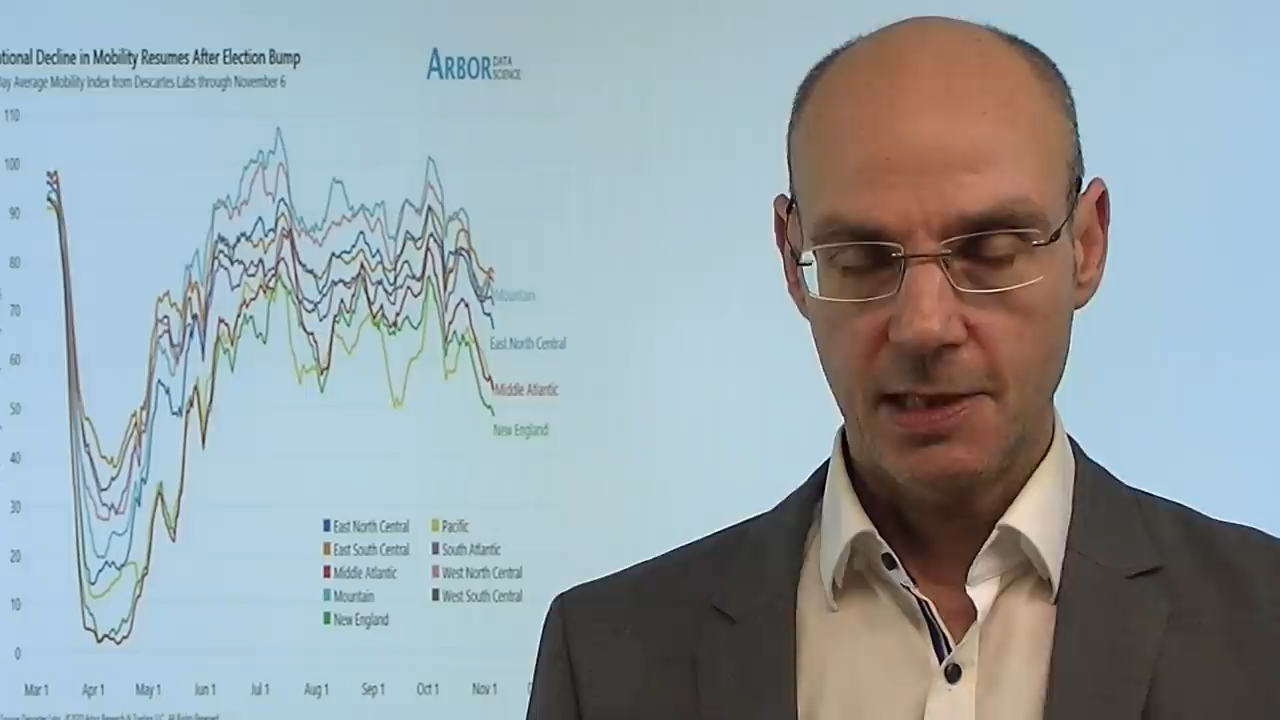 tional Decline in Mobility Resumes After Election Bump
ay Average Mobility Index from Descartes Labs through November 6
ARBOR DATA
SCIENCE
110
100
90
80
70
60
50
40
30
20
10
0
Mountain
East North Central
Middle Atlantic
New England
East North Central
East South Central
Middle Atlantic
Mountain
New England
Pacific
South Atlantic
West North Central
West South Central
Mar 1 Apr 1 May 1 Jun 1 Jul 1 Aug 1 Sep 1 Oct 1 Nov 1